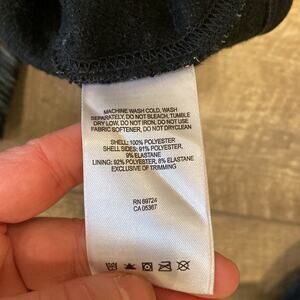 MACHINE WASH COLD, WASH
SEPARATELY, DO NOT BLEACH, TUMBLE
DRY LOW, DO NOT IRON, DO NOT USE
FABRIC SOFTENER, DO NOT DRYCLEAN
SHELL: 100% POLYESTER
SHELL SIDES: 91% POLYESTER,
9% ELASTANE
LINING: 92% POLYESTER, 8% ELASTANE
EXCLUSIVE OF TRIMMING
RN 69724
CA 05367